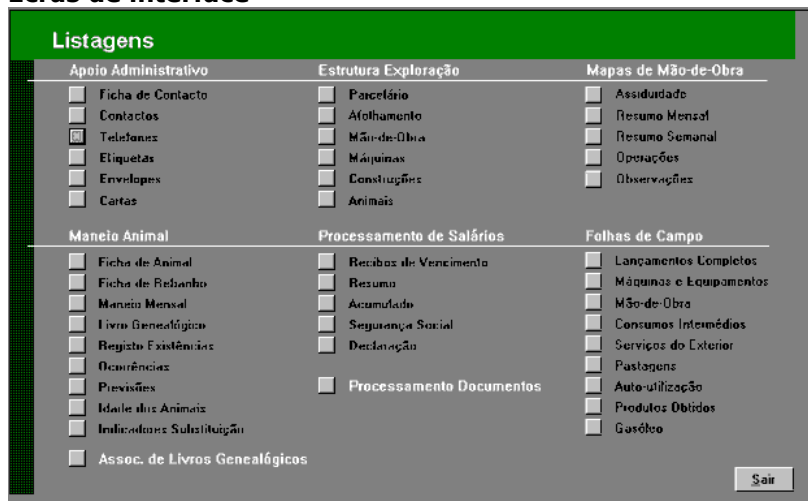 Ecrãs de Interface
Listagens
Apoio Administrativo
Ficha de Contacto
Contactos
Telefones
Etiquetas
Envelopes
Cartas
Estrutura Exploração
Parcelário
Afolhamento
Mão-de-Obra
Máquinas
Construções
Animais
Mapas de Mão-de-Obra
Assiduidade
Resumo Mensal
Resumo Semanal
Operações
Observações
Maneio Animal
Ficha de Animal
Ficha de Rebanho
Maneio Mensal
Livro Genealógico
Registo Existências
Ocorrências
Previsões
Idade dos Animais
Indicadores Substituição
Assoc. de Livros Genealógicos
Processamento de Salários
Recibos de Vencimento
Resumo
Acumulado
Segurança Social
Declaração
Processamento Documentos
Folhas de Campo
Lançamentos Completos
Máquinas e Equipamentos
Mão-de-Obra
Consumos Intermédios
Serviços do Exterior
Pastagens
Auto-utilização
Produtos Obtidos
Gasóleo
Sair